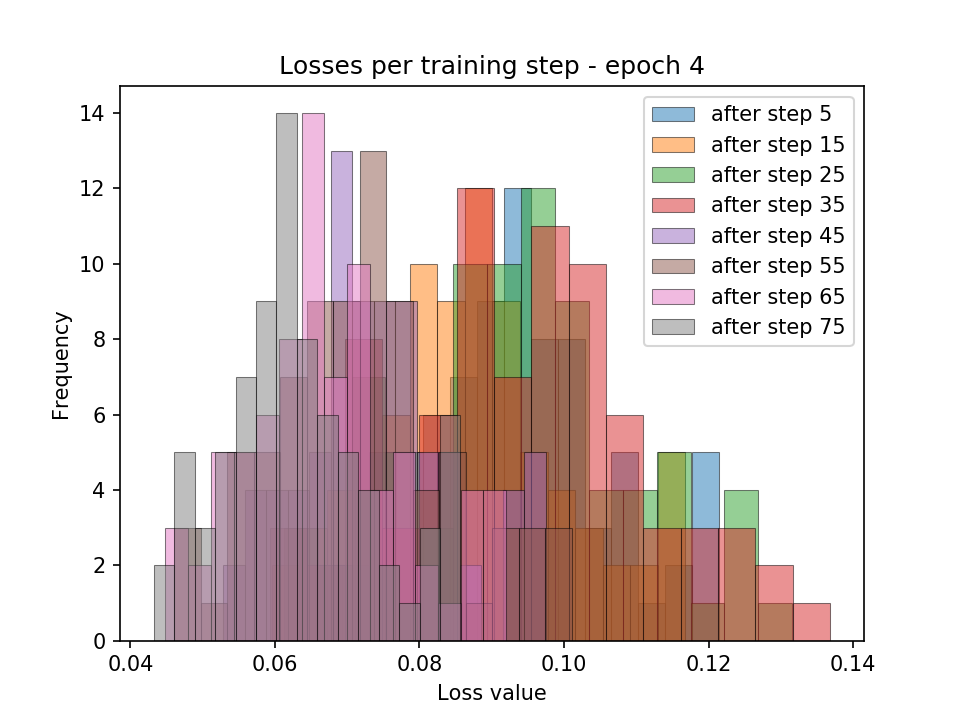 Losses per training step - epoch 4
14
12
10
8
6
4
2
0
Frequency
after step 5
after step 15
after step 25
after step 35
after step 45
after step 55
after step 65
after step 75
0.04
0.06
0.08
0.10
0.12
0.14
Loss value